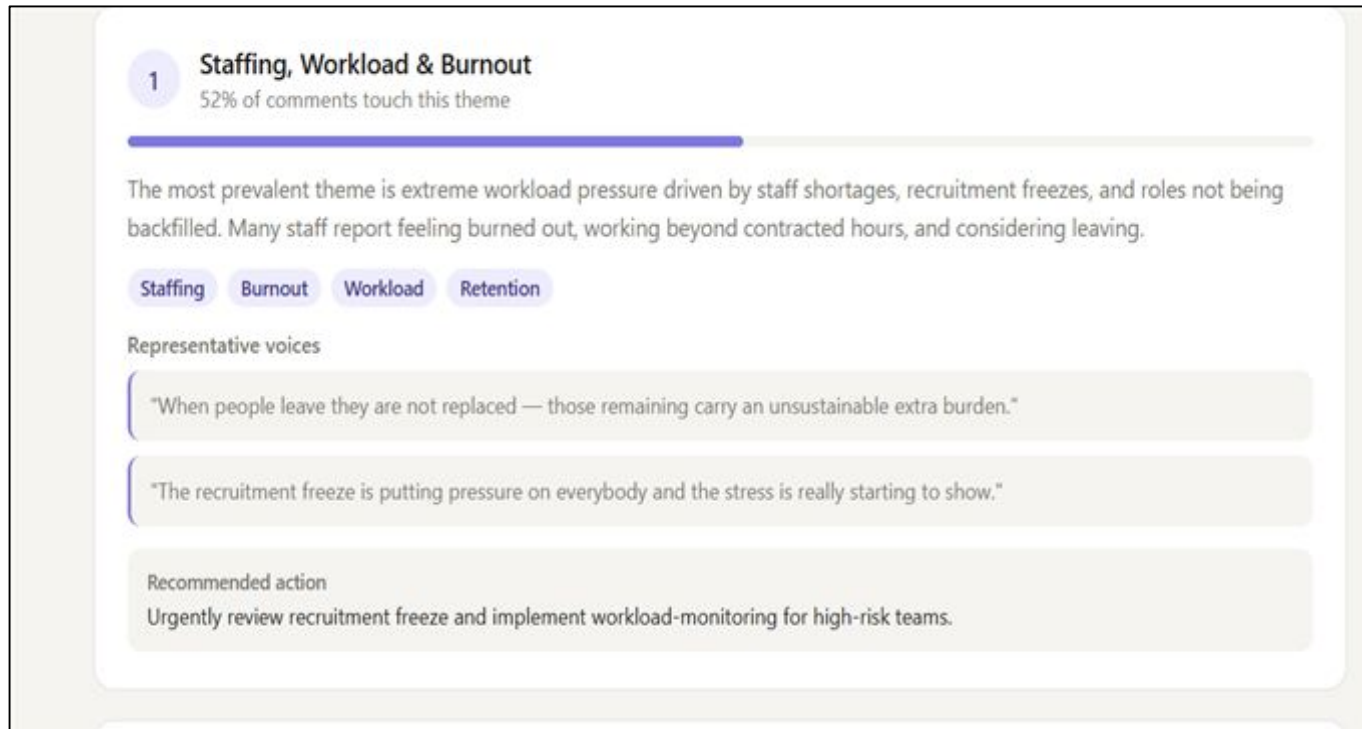 1
Staffing, Workload & Burnout
52% of comments touch this theme
The most prevalent theme is extreme workload pressure driven by staff shortages, recruitment freezes, and roles not being
backfilled. Many staff report feeling burned out, working beyond contracted hours, and considering leaving.
Staffing Burnout Workload Retention
Representative voices
"When people leave they are not replaced — those remaining carry an unsustainable extra burden."
"The recruitment freeze is putting pressure on everybody and the stress is really starting to show."
Recommended action
Urgently review recruitment freeze and implement workload-monitoring for high-risk teams.